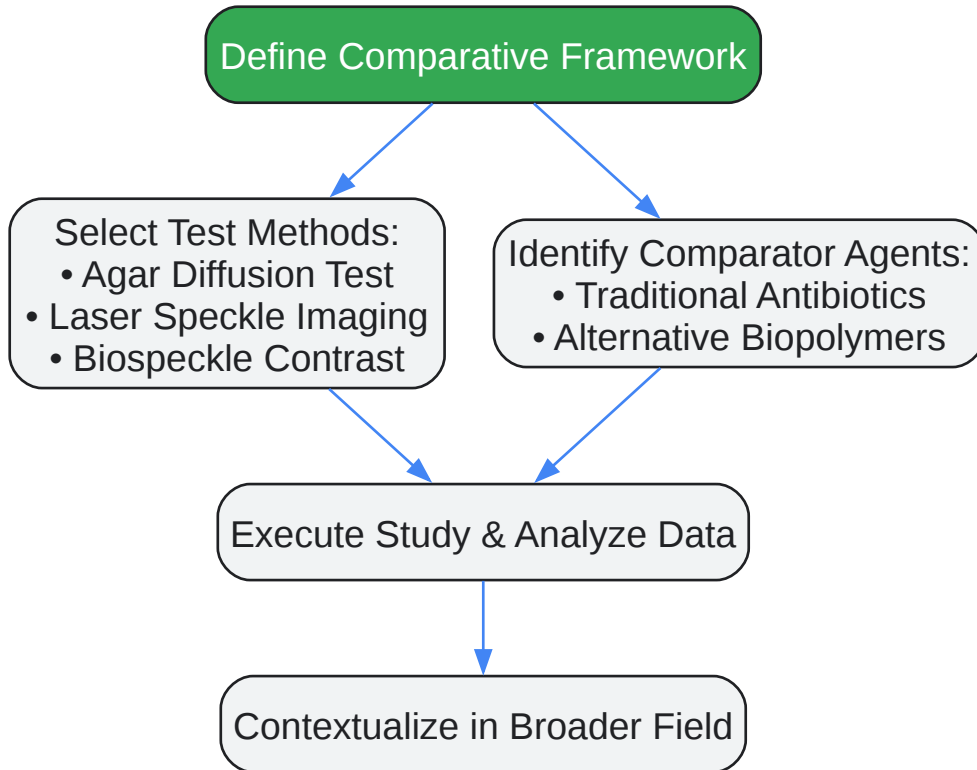 Define Comparative Framework
Select Test Methods:
• Agar Diffusion Test
• Laser Speckle Imaging
• Biospeckle Contrast
Identify Comparator Agents:
• Traditional Antibiotics
• Alternative Biopolymers
Execute Study & Analyze Data
Contextualize in Broader Field